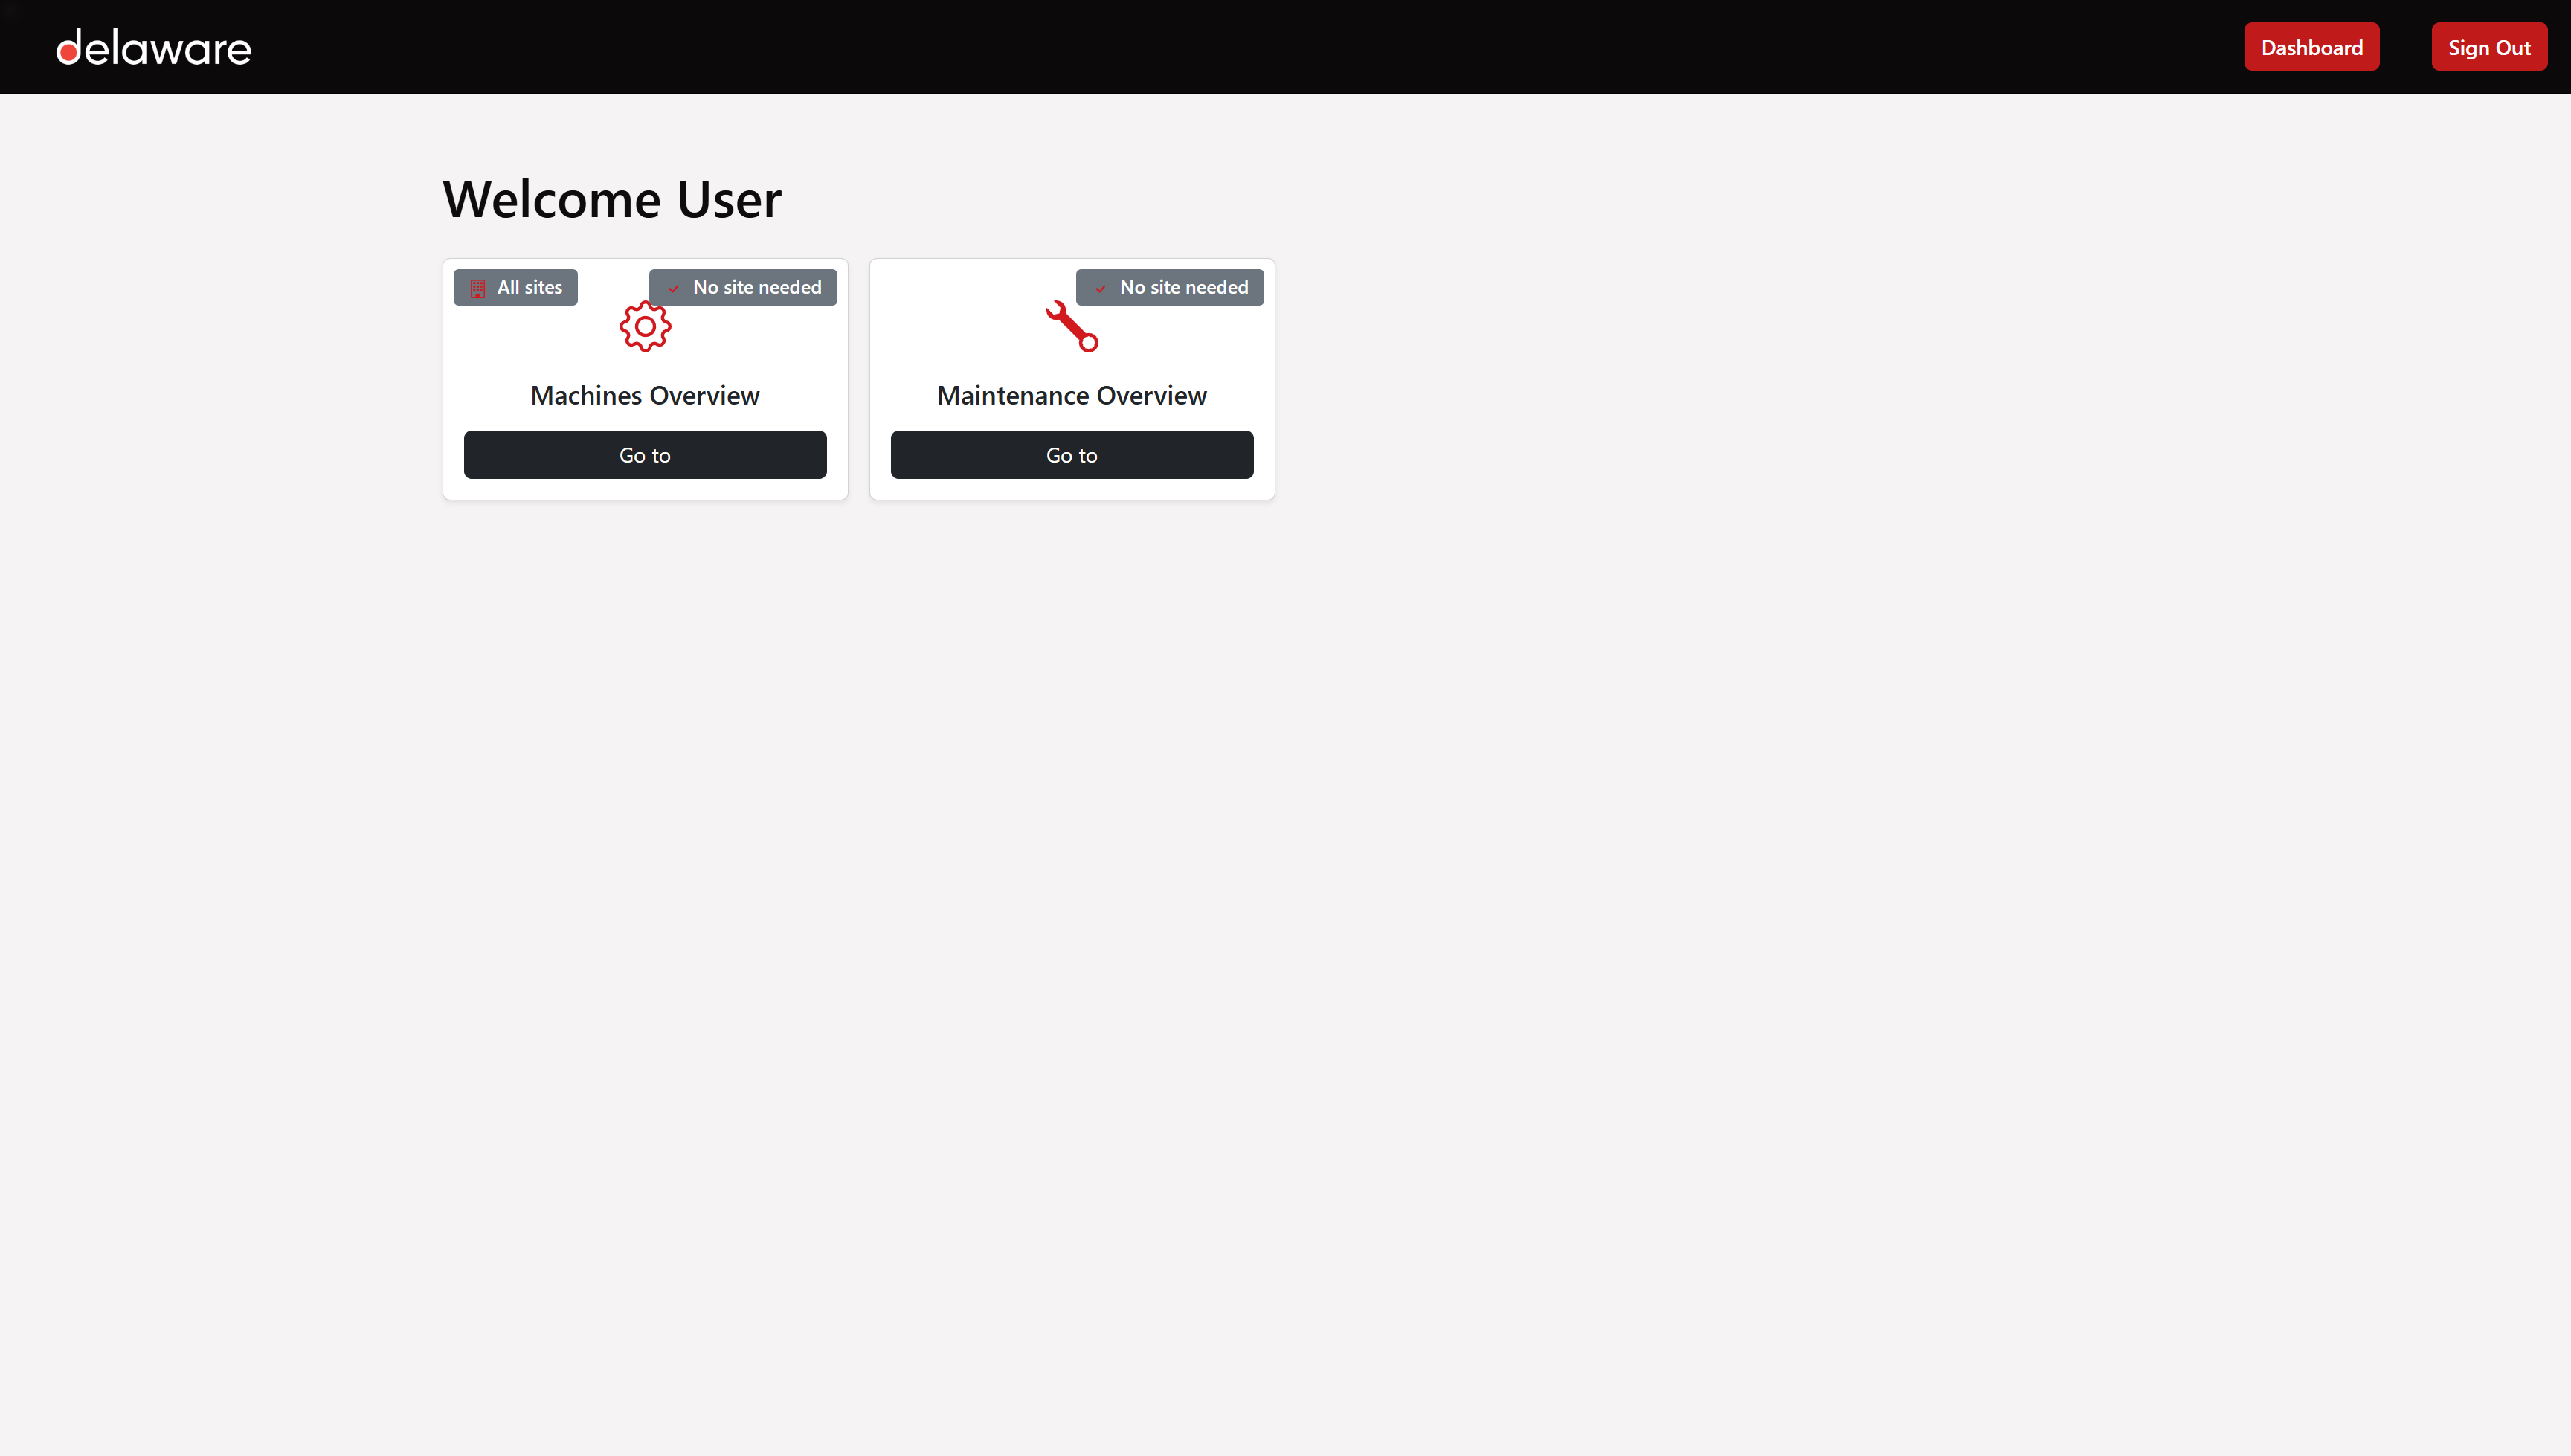 delaware
Dashboard
Sign Out
Welcome User
All sites
No site needed
Machines Overview
Go to
No site needed
Maintenance Overview
Go to